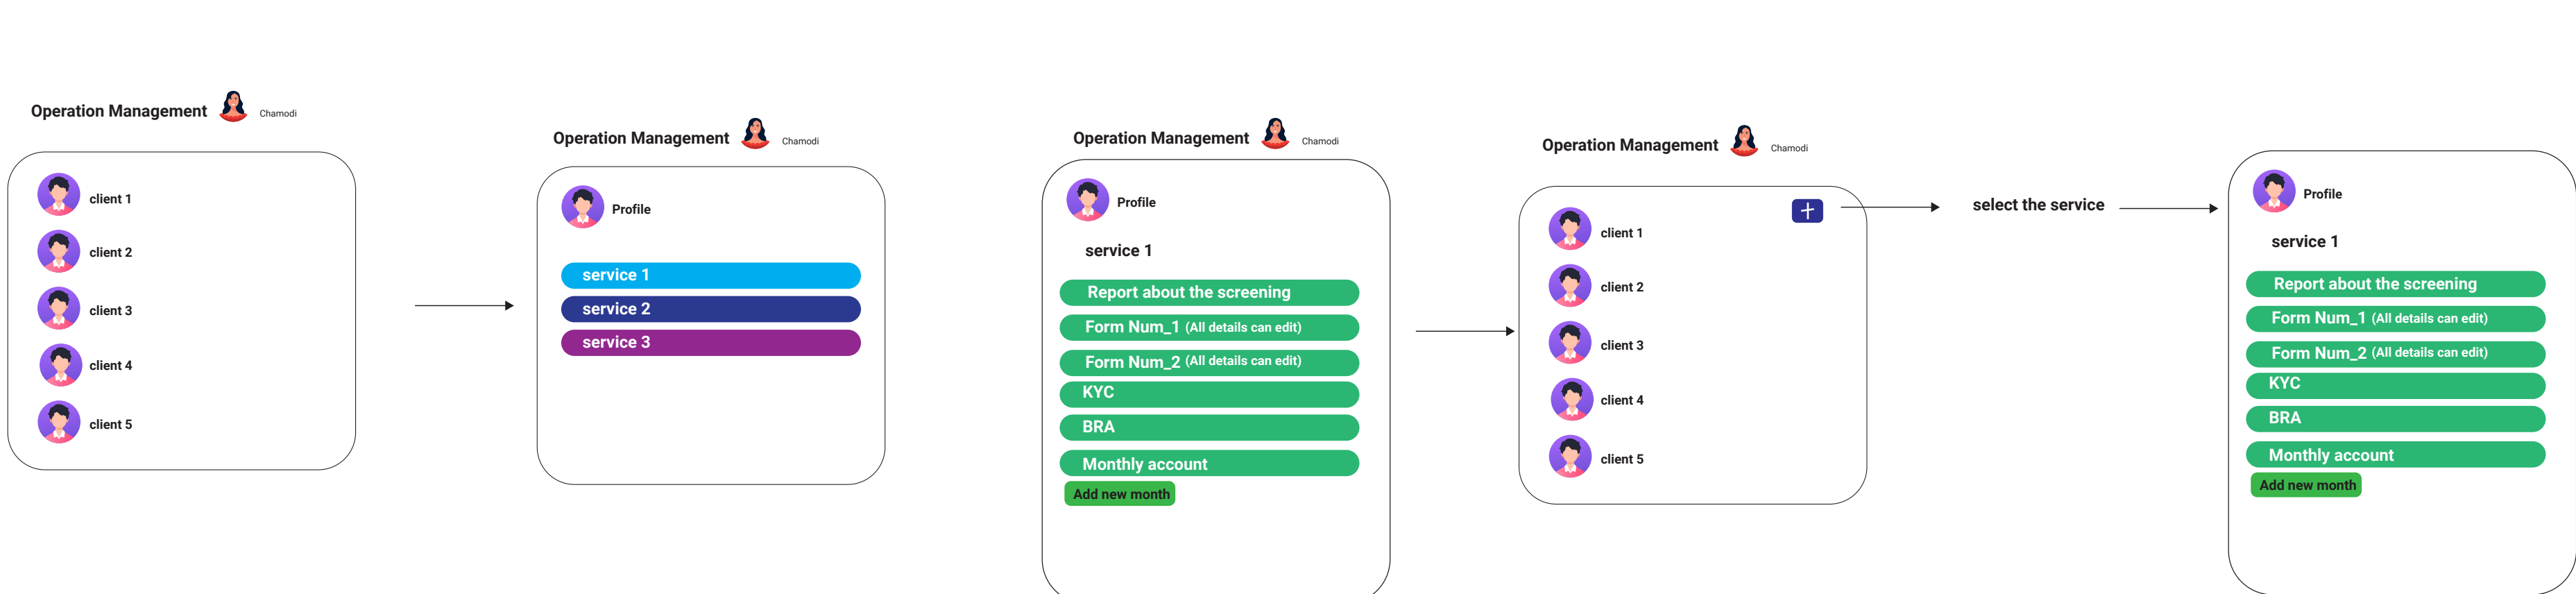 Operation Management Chamodi
client 1
client 2
client 3
client 4
client 5
Operation Management Chamodi
Profile
service 1
service 2
service 3
Operation Management Chamodi
Profile
service 1
Report about the screening
Form Num_1 (All details can edit)
Form Num_2 (All details can edit)
KYC
BRA
Monthly account
Add new month
Operation Management Chamodi
+
client 1
client 2
client 3
client 4
client 5
select the service
Profile
service 1
Report about the screening
Form Num_1 (All details can edit)
Form Num_2 (All details can edit)
KYC
BRA
Monthly account
Add new month